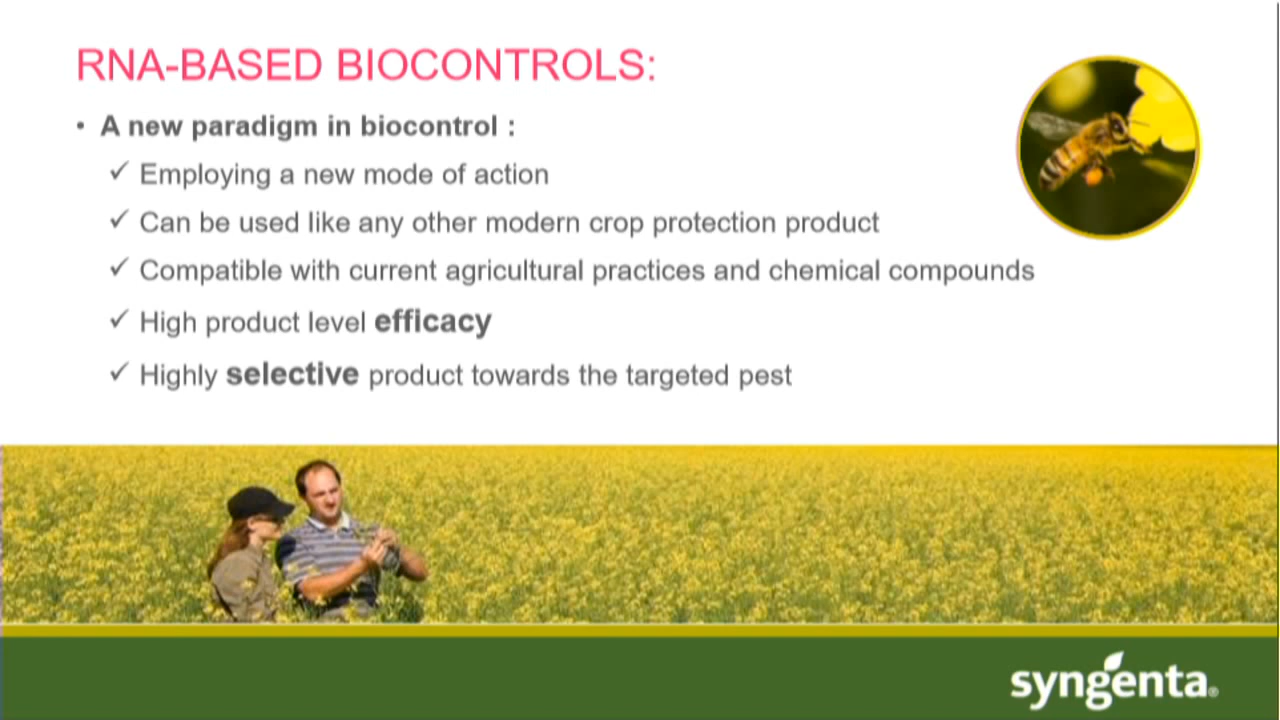 RNA-BASED BIOCONTROLS:
• A new paradigm in biocontrol :
✓ Employing a new mode of action
✓ Can be used like any other modern crop protection product
✓ Compatible with current agricultural practices and chemical compounds
✓ High product level efficacy
✓ Highly selective product towards the targeted pest
syngenta®